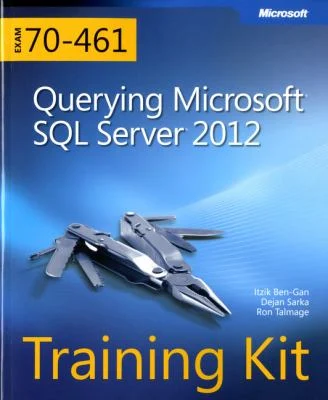 EXAM 70-461
Microsoft
Querying Microsoft®
SQL Server® 2012
Itzik Ben-Gan
Dejan Sarka
Ron Talmage
Training Kit